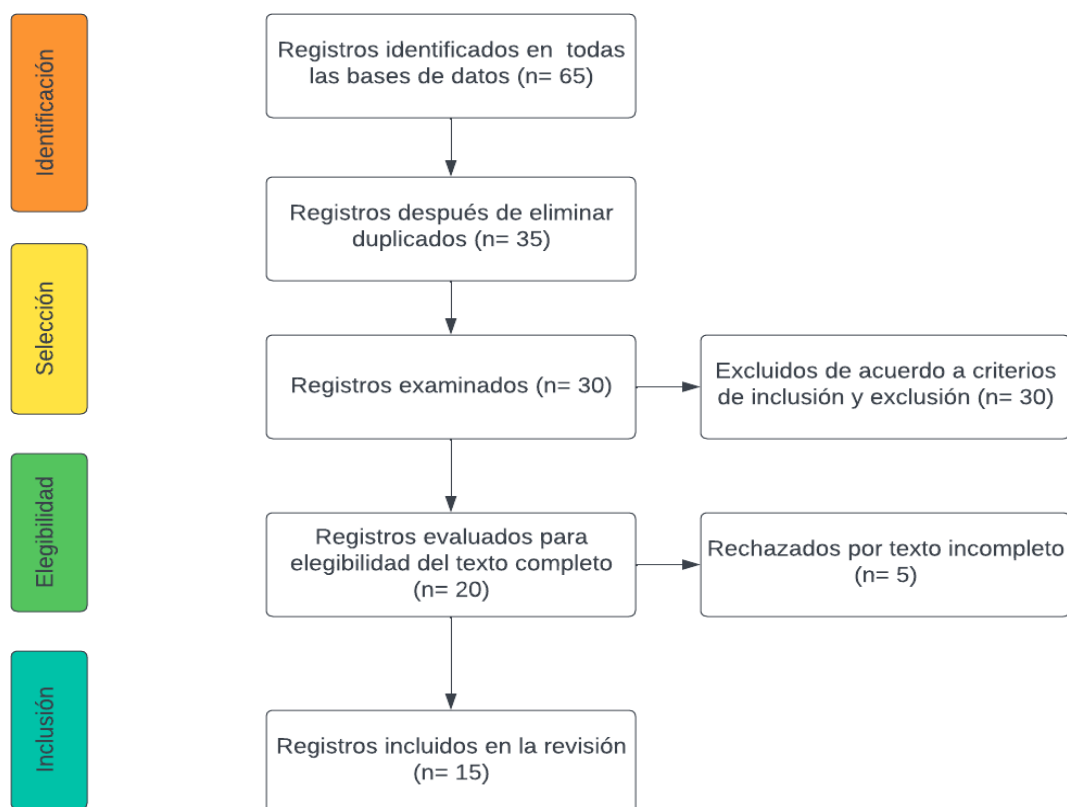 Identificación
Registros identificados en todas
las bases de datos (n= 65)
Registros después de eliminar
duplicados (n= 35)
Selección
Registros examinados (n= 30)
Excluidos de acuerdo a criterios
de inclusión y exclusión (n= 30)
Elegibilidad
Registros evaluados para
elegibilidad del texto completo
(n= 20)
Rechazados por texto incompleto
(n= 5)
Inclusión
Registros incluidos en la revisión
(n= 15)